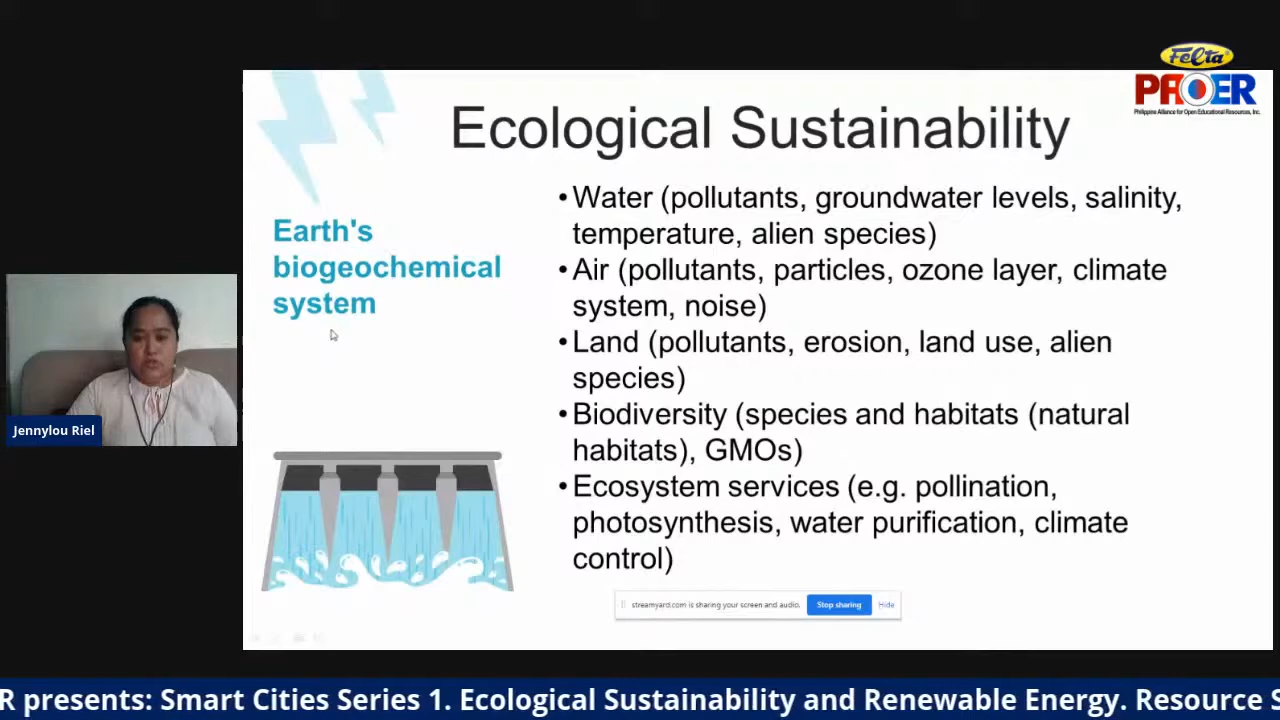 Felta
PAOER
Philippine Alliance for Open Educational Resources, Inc.
Ecological Sustainability
Earth's
biogeochemical
system
•Water (pollutants, groundwater levels, salinity,
temperature, alien species)
•Air (pollutants, particles, ozone layer, climate
system, noise)
•Land (pollutants, erosion, land use, alien
species)
•Biodiversity (species and habitats (natural
habitats), GMOs)
•Ecosystem services (e.g. pollination,
photosynthesis, water purification, climate
control)
Jennylou Riel
streamyard.com is sharing your screen and audio. Stop sharing Hide
R presents: Smart Cities Series 1. Ecological Sustainability and Renewable Energy. Resource S